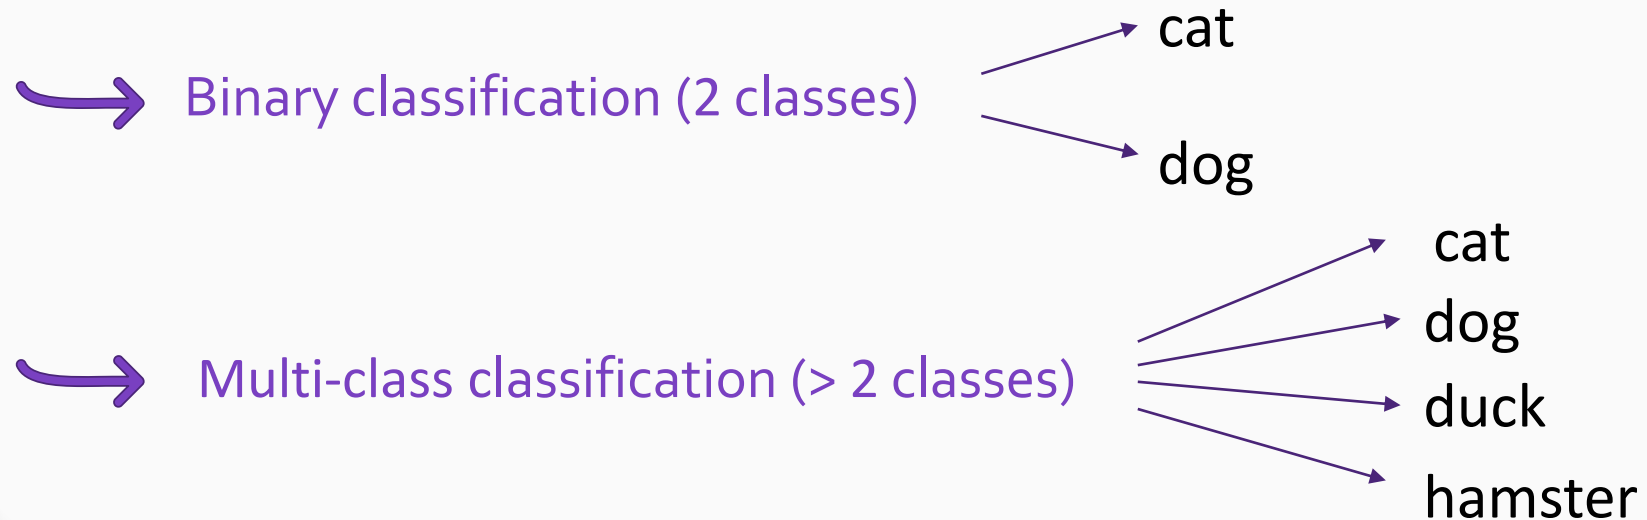 Binary classification (2 classes)
cat
dog
Multi-class classification (> 2 classes)
cat
dog
duck
hamster